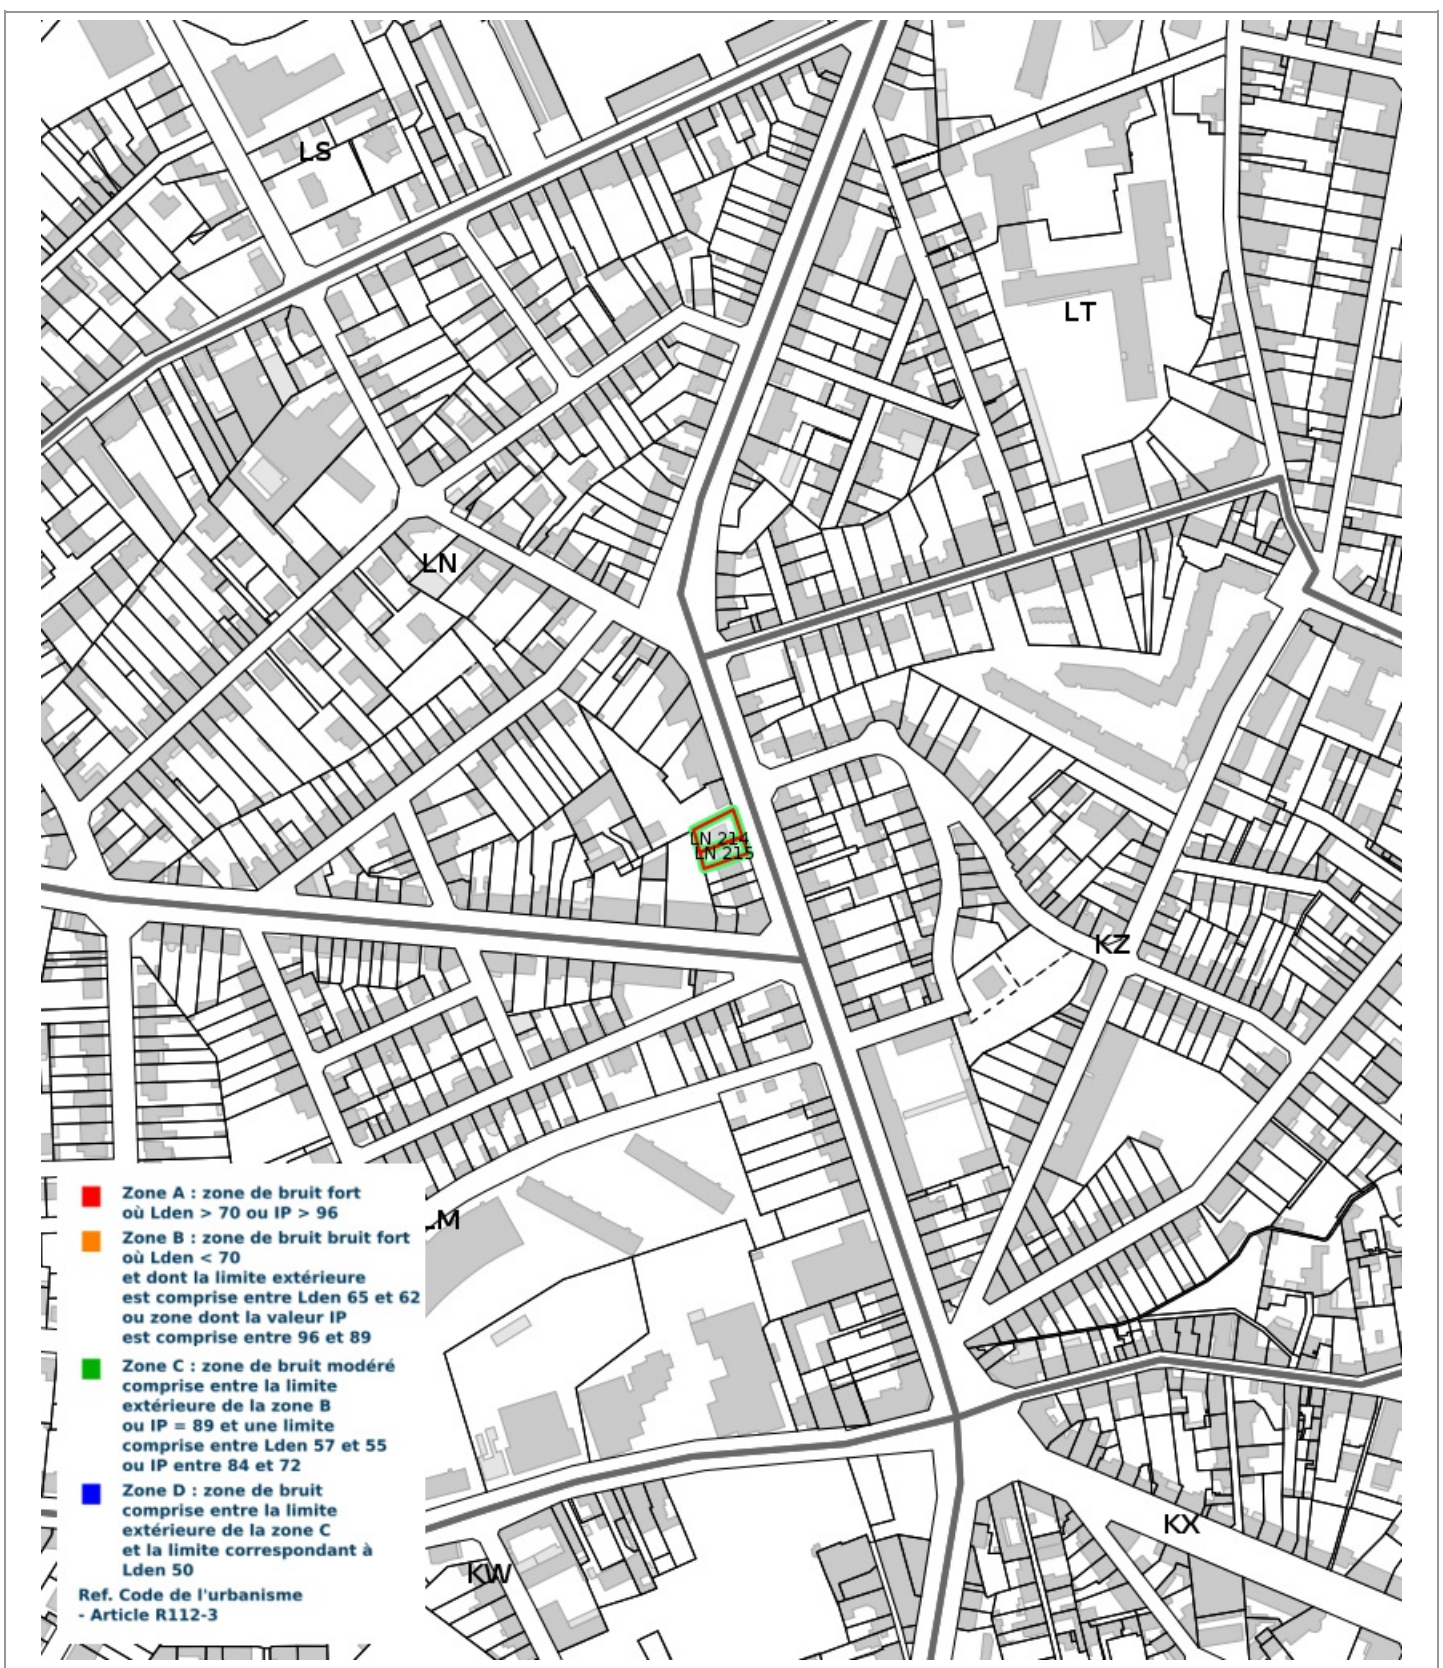 LS
LT
LN
LN 214
LN 215
KZ
LM
KX
KW
Zone A : zone de bruit fort
où Lden > 70 ou IP > 96
Zone B : zone de bruit bruit fort
où Lden < 70
et dont la limite extérieure
est comprise entre Lden 65 et 62
ou zone dont la valeur IP
est comprise entre 96 et 89
Zone C : zone de bruit modéré
comprise entre la limite
extérieure de la zone B
ou IP = 89 et une limite
comprise entre Lden 57 et 55
ou IP entre 84 et 72
Zone D : zone de bruit
comprise entre la limite
extérieure de la zone C
et la limite correspondant à
Lden 50
Ref. Code de l'urbanisme
- Article R112-3